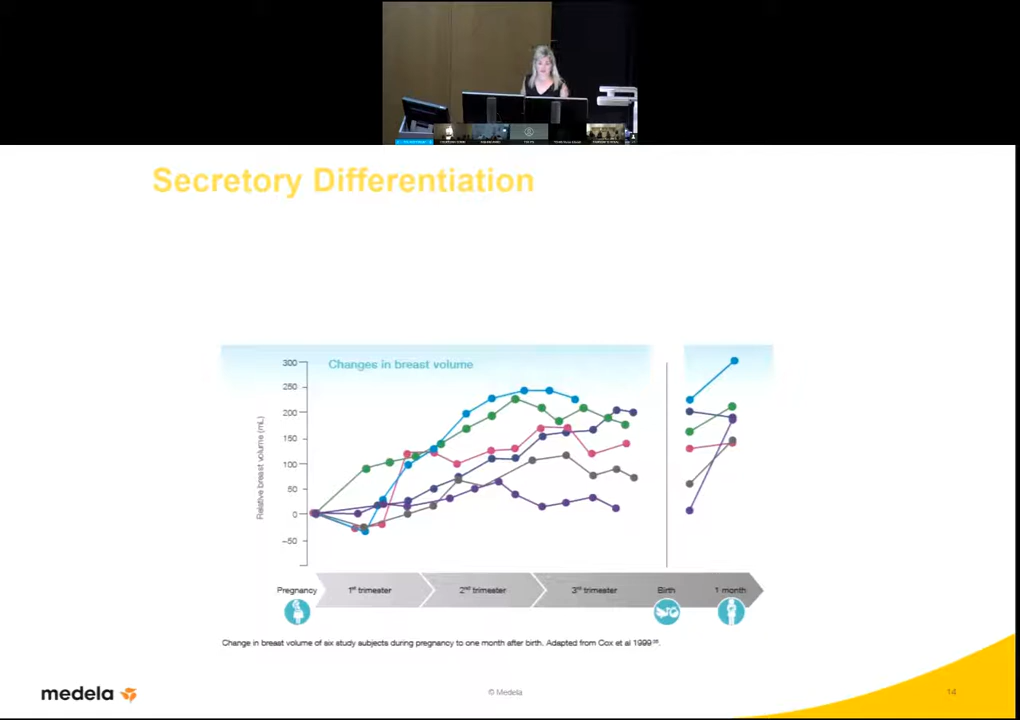 Secretory Differentiation
Changes in breast volume
Relative breast volume (mL)
300
250
200
150
100
50
0
−50
Pregnancy
1st trimester
2nd trimester
3rd trimester
Birth
1 month
Change in breast volume of six study subjects during pregnancy to one month after birth. Adapted from Cox et al 1999
medela
© Medela
14